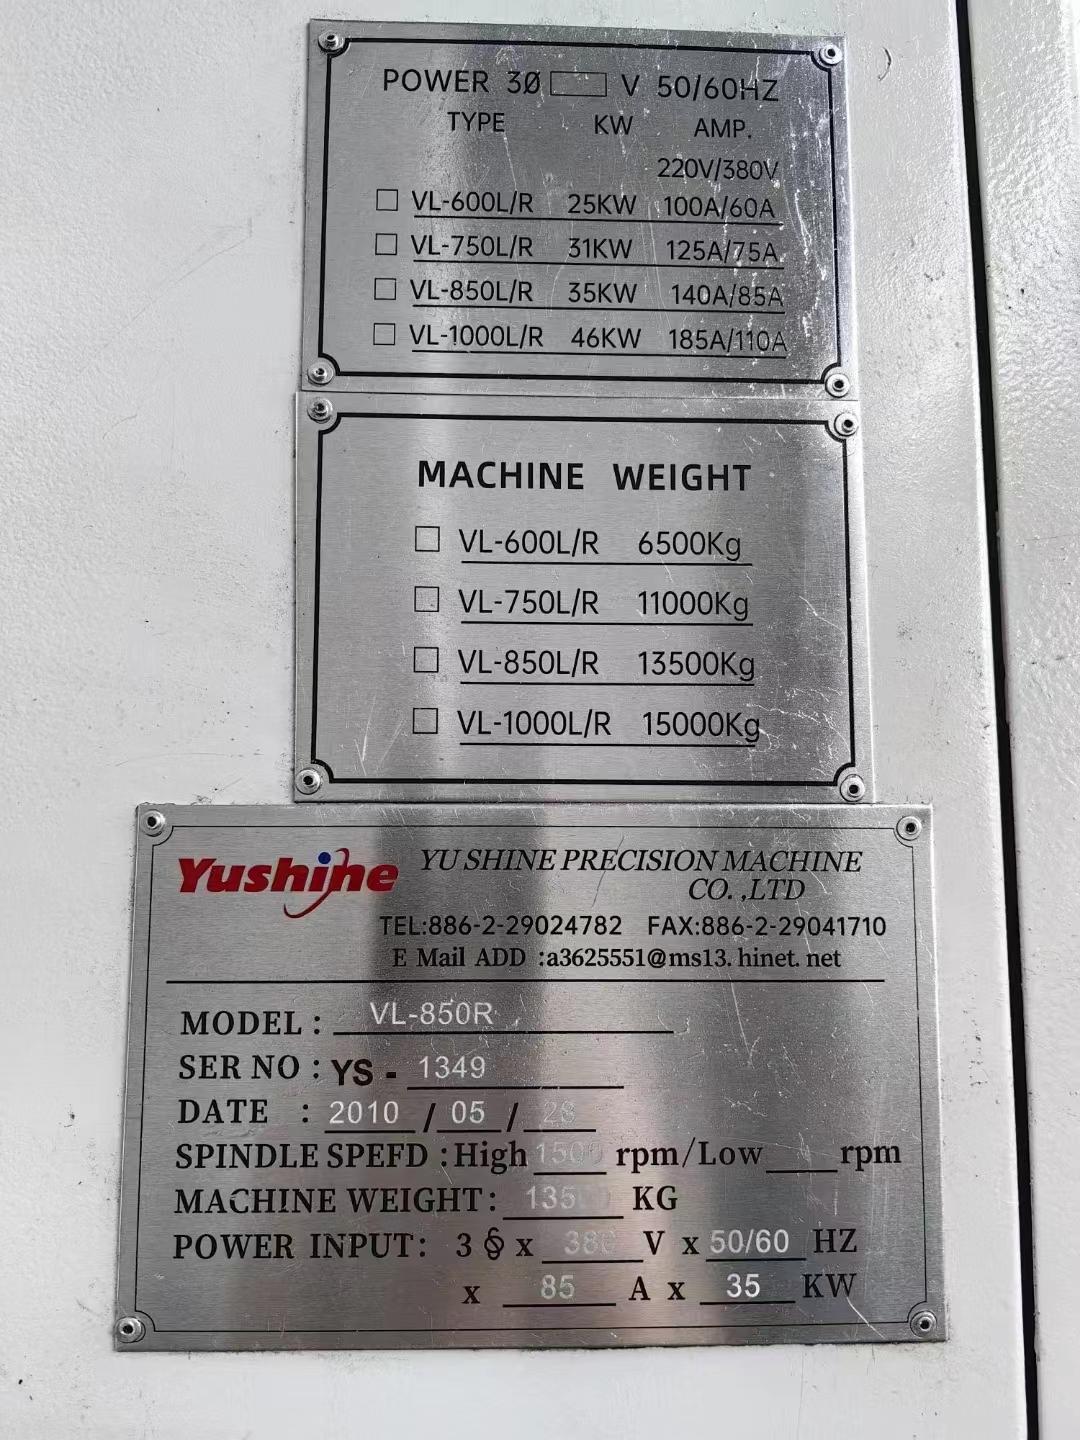 POWER 3Ø V 50/60HZ
TYPE KW AMP.
220V/380V
□ VL-600L/R 25KW 100A/60A
□ VL-750L/R 31KW 125A/75A
□ VL-850L/R 35KW 140A/85A
□ VL-1000L/R 46KW 185A/110A
MACHINE WEIGHT
□ VL-600L/R 6500Kg
□ VL-750L/R 11000Kg
□ VL-850L/R 13500Kg
□ VL-1000L/R 15000Kg
Yushine YU SHINE PRECISION MACHINE
CO.,LTD
TEL:886-2-29024782 FAX:886-2-29041710
E Mail ADD :a3625551@ms13.hinet.net
MODEL: VL-850R
SER NO : YS - 1349
DATE : 2010 / 05 / 28
SPINDLE SPEFD :High 1500 rpm/Low rpm
MACHINE WEIGHT: 13500 KG
POWER INPUT: 3 § x 380 V x 50/60 HZ
x 85 A x 35 KW